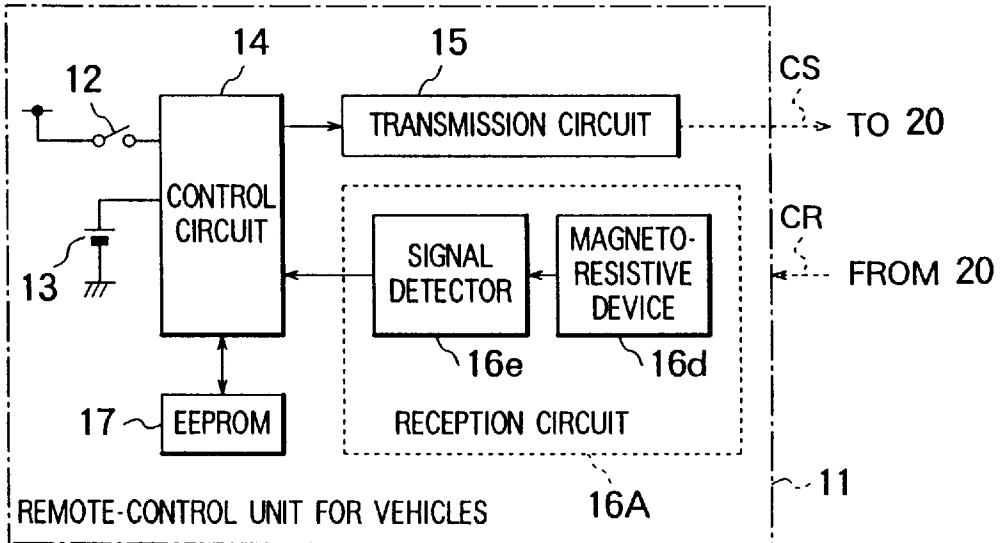 14
15
12
CS
TRANSMISSION CIRCUIT
TO 20
CONTROL
CIRCUIT
13
SIGNAL
DETECTOR
MAGNETO-
RESISTIVE
DEVICE
CR
FROM 20
16e
16d
17
EEPROM
RECEPTION CIRCUIT
16A
11
REMOTE-CONTROL UNIT FOR VEHICLES